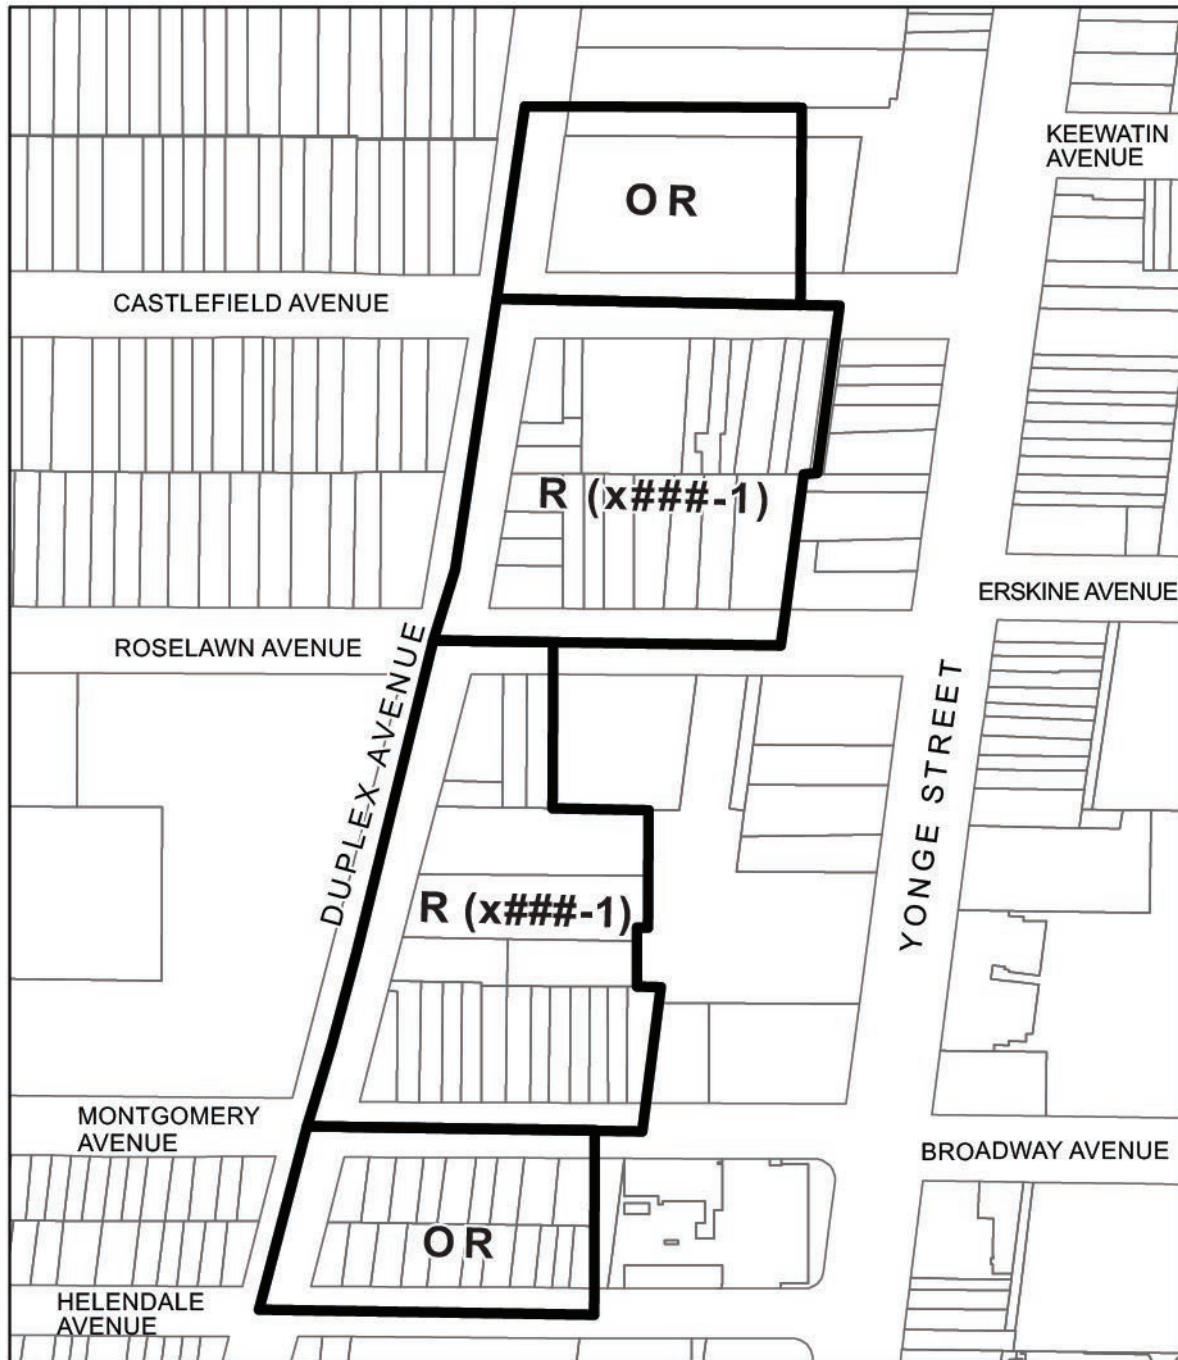 KEEWATIN
AVENUE
OR
CASTLEFIELD AVENUE
R (x###-1)
ERSKINE AVENUE
ROSELAWN AVENUE
DUPLEX AVENUE
YONGE STREET
R (x###-1)
MONTGOMERY
AVENUE
BROADWAY AVENUE
OR
HELENDALE
AVENUE